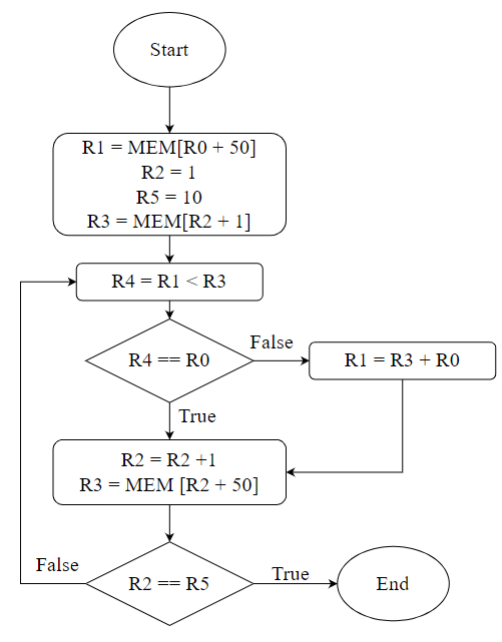 Start
R1 = MEM[R0 + 50]
R2 = 1
R5 = 10
R3 = MEM[R2 + 1]
R4 = R1 < R3
R4 == R0
False
R1 = R3 + R0
True
R2 = R2 +1
R3 = MEM [R2 + 50]
R2 == R5
False
True
End